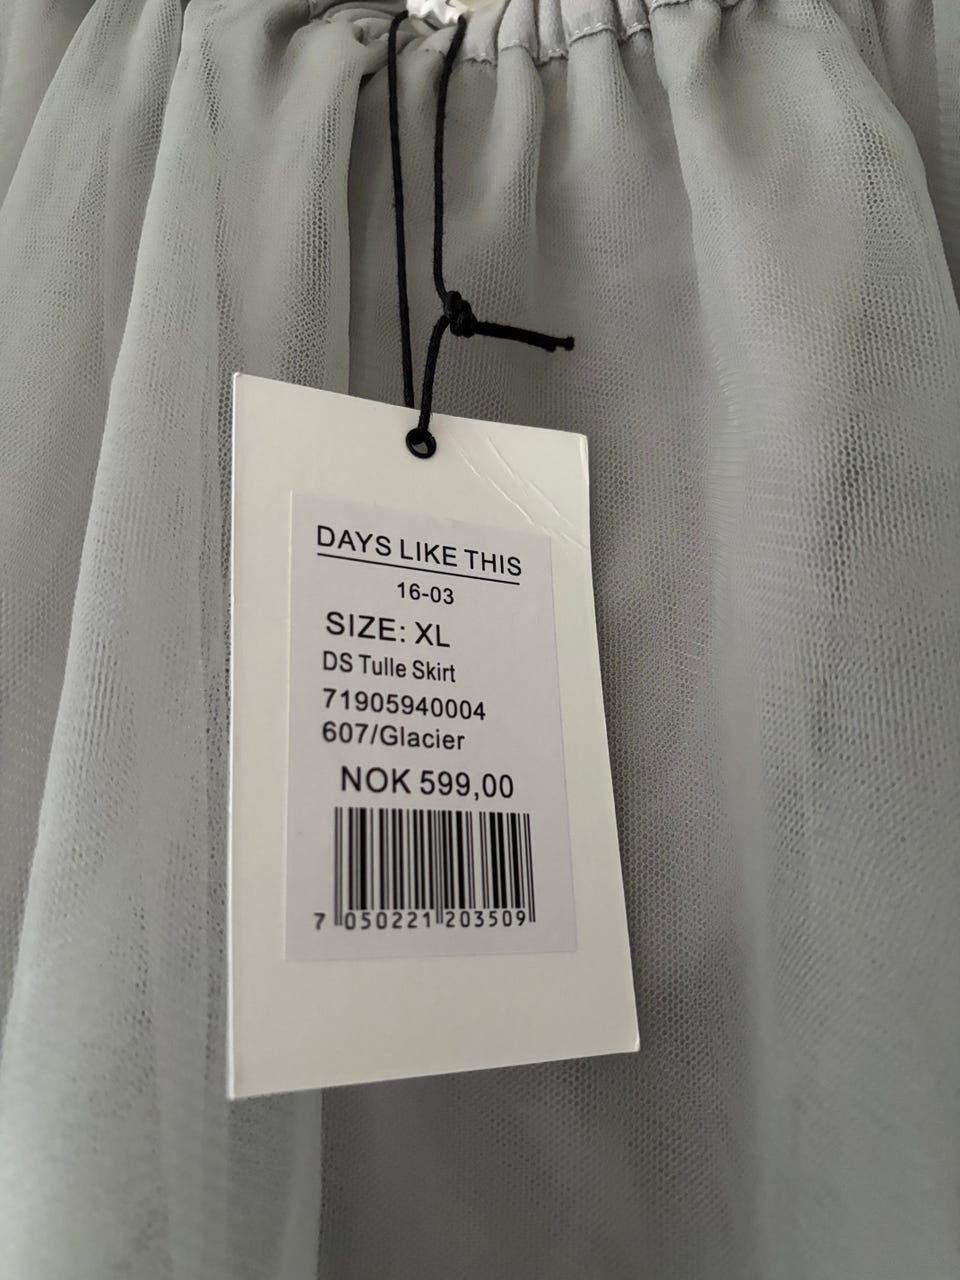 DAYS LIKE THIS
16-03
SIZE: XL
DS Tulle Skirt
71905940004
607/Glacier
NOK 599,00
7 050221 203509